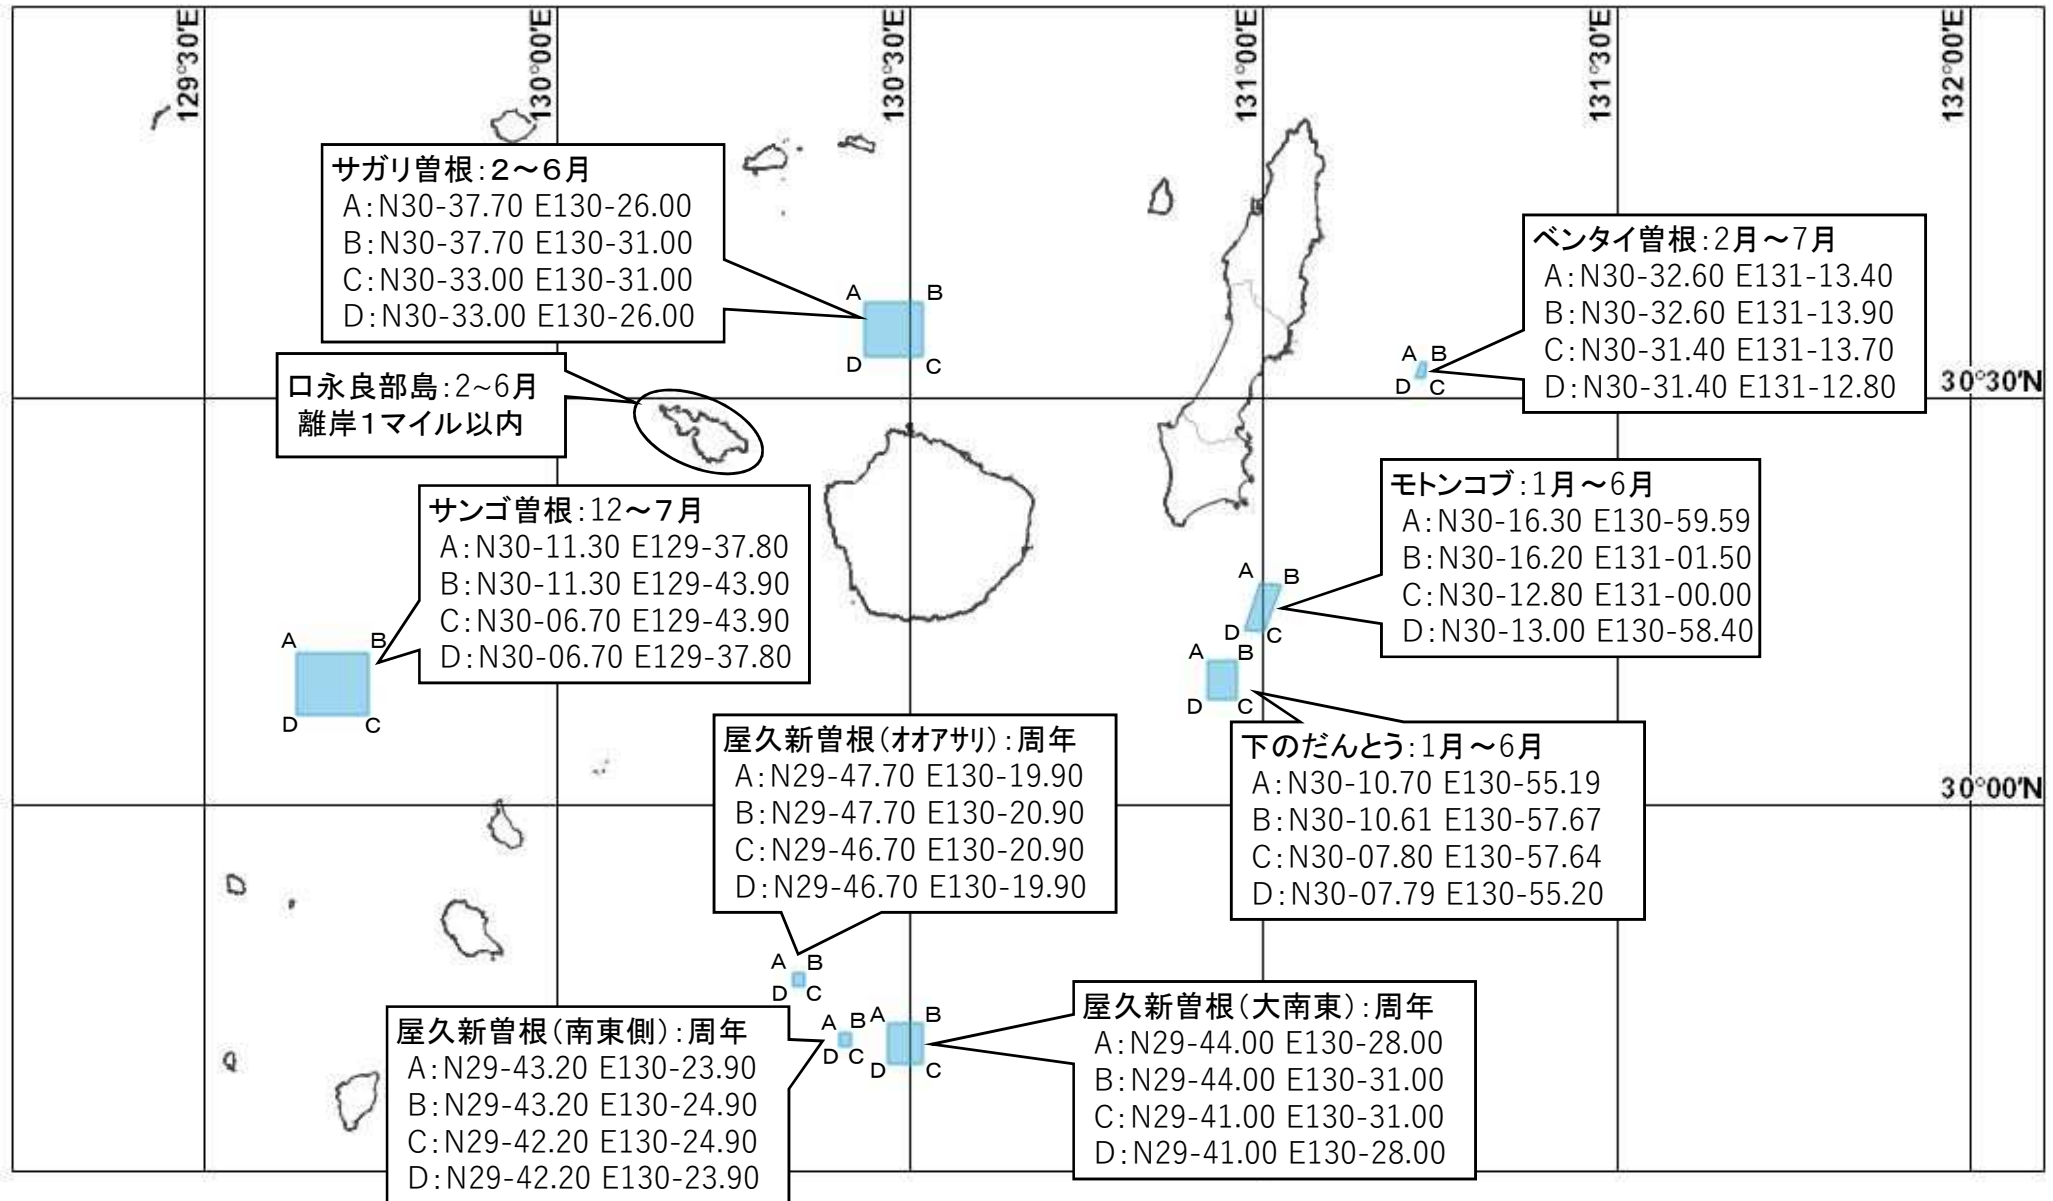 129°30'E
130°00'E
130°30'E
131°00'E
131°30'E
132°00'E
サガリ曽根:２～６月
A:N30-37.70 E130-26.00
B:N30-37.70 E130-31.00
C:N30-33.00 E130-31.00
D:N30-33.00 E130-26.00
A B
D C
ベンタイ曽根:2月～7月
A:N30-32.60 E131-13.40
B:N30-32.60 E131-13.90
C:N30-31.40 E131-13.70
D:N30-31.40 E131-12.80
A B
D C
30°30'N
口永良部島:2~6月
離岸１マイル以内
モトンコブ:1月～6月
A:N30-16.30 E130-59.59
B:N30-16.20 E131-01.50
C:N30-12.80 E131-00.00
D:N30-13.00 E130-58.40
A B
D C
サンゴ曽根:12～７月
A:N30-11.30 E129-37.80
B:N30-11.30 E129-43.90
C:N30-06.70 E129-43.90
D:N30-06.70 E129-37.80
A B
D C
A B
D C
下のだんとう:1月～6月
A:N30-10.70 E130-55.19
B:N30-10.61 E130-57.67
C:N30-07.80 E130-57.64
D:N30-07.79 E130-55.20
屋久新曽根(オオアサリ):周年
A:N29-47.70 E130-19.90
B:N29-47.70 E130-20.90
C:N29-46.70 E130-20.90
D:N29-46.70 E130-19.90
30°00'N
A B
D C
屋久新曽根(南東側):周年
A:N29-43.20 E130-23.90
B:N29-43.20 E130-24.90
C:N29-42.20 E130-24.90
D:N29-42.20 E130-23.90
A B
D C
A B
D C
屋久新曽根(大南東):周年
A:N29-44.00 E130-28.00
B:N29-44.00 E130-31.00
C:N29-41.00 E130-31.00
D:N29-41.00 E130-28.00